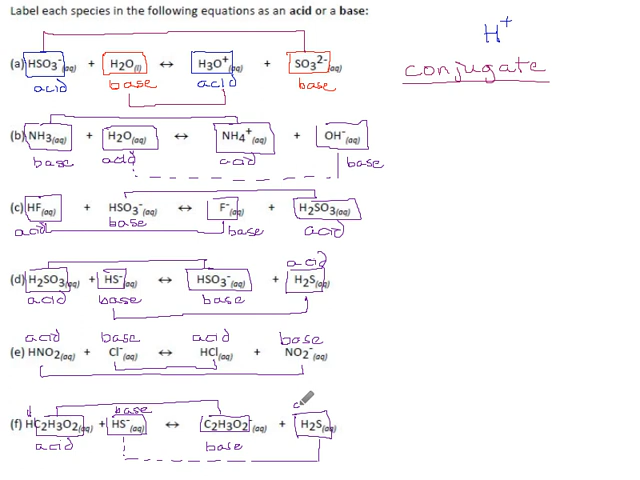 Label each species in the following equations as an acid or a base:
H⁺
conjugate
(a) HSO₃⁻(aq) + H₂O(l) ↔ H₃O⁺(aq) + SO₃²⁻(aq)
acid base acid base
(b) NH₃(aq) + H₂O(aq) ↔ NH₄⁺(aq) + OH⁻(aq)
base acid acid base
(c) HF(aq) + HSO₃⁻(aq) ↔ F⁻(aq) + H₂SO₃(aq)
acid base base acid
acid
(d) H₂SO₃(aq) + HS⁻(aq) ↔ HSO₃⁻(aq) + H₂S(aq)
acid base base
acid base acid base
(e) HNO₂(aq) + Cl⁻(aq) ↔ HCl(aq) + NO₂⁻(aq)
base
(f) HC₂H₃O₂(aq) + HS⁻(aq) ↔ C₂H₃O₂⁻(aq) + H₂S(aq)
acid base